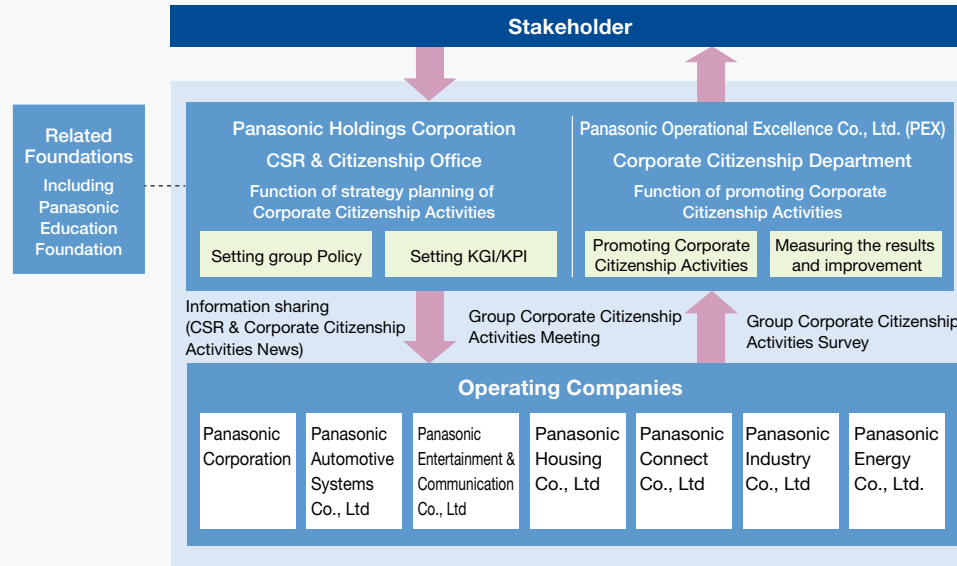 Stakeholder
Related
Foundations
Including
Panasonic
Education
Foundation
Panasonic Holdings Corporation
CSR & Citizenship Office
Function of strategy planning of
Corporate Citizenship Activities
Setting group Policy
Setting KGI/KPI
Panasonic Operational Excellence Co., Ltd. (PEX)
Corporate Citizenship Department
Function of promoting Corporate
Citizenship Activities
Promoting Corporate
Citizenship Activities
Measuring the results
and improvement
Information sharing
(CSR & Corporate Citizenship
Activities News)
Group Corporate Citizenship
Activities Meeting
Group Corporate Citizenship
Activities Survey
Operating Companies
Panasonic
Corporation
Panasonic
Automotive
Systems
Co., Ltd
Panasonic
Entertainment &
Communication
Co., Ltd
Panasonic
Housing
Co., Ltd
Panasonic
Connect
Co., Ltd
Panasonic
Industry
Co., Ltd
Panasonic
Energy
Co., Ltd.